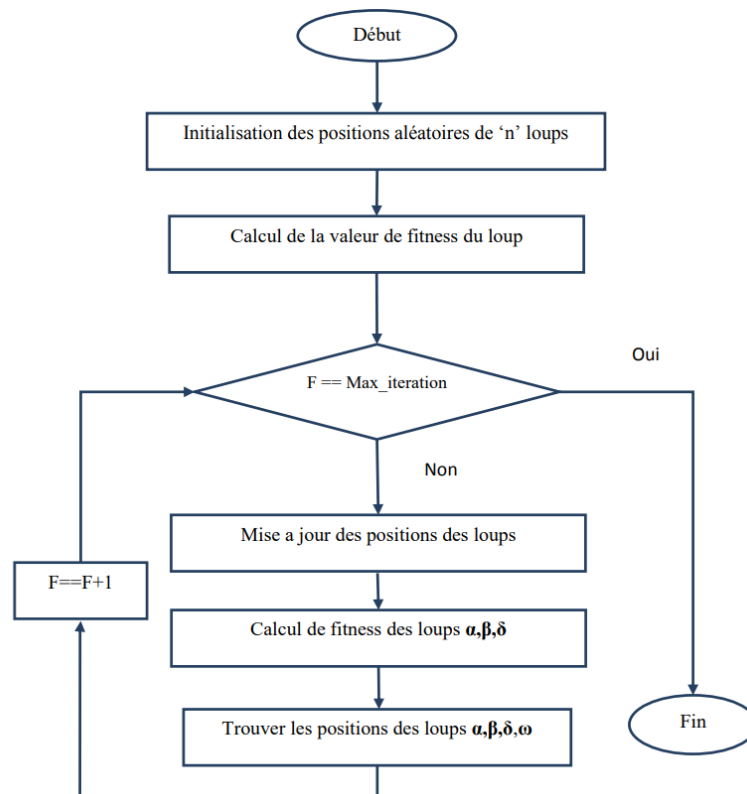 Début
Initialisation des positions aléatoires de ‘n’ loups
Calcul de la valeur de fitness du loup
Oui
F == Max_iteration
Non
Mise a jour des positions des loups
F==F+1
Calcul de fitness des loups α,β,δ
Trouver les positions des loups α,β,δ,ω
Fin